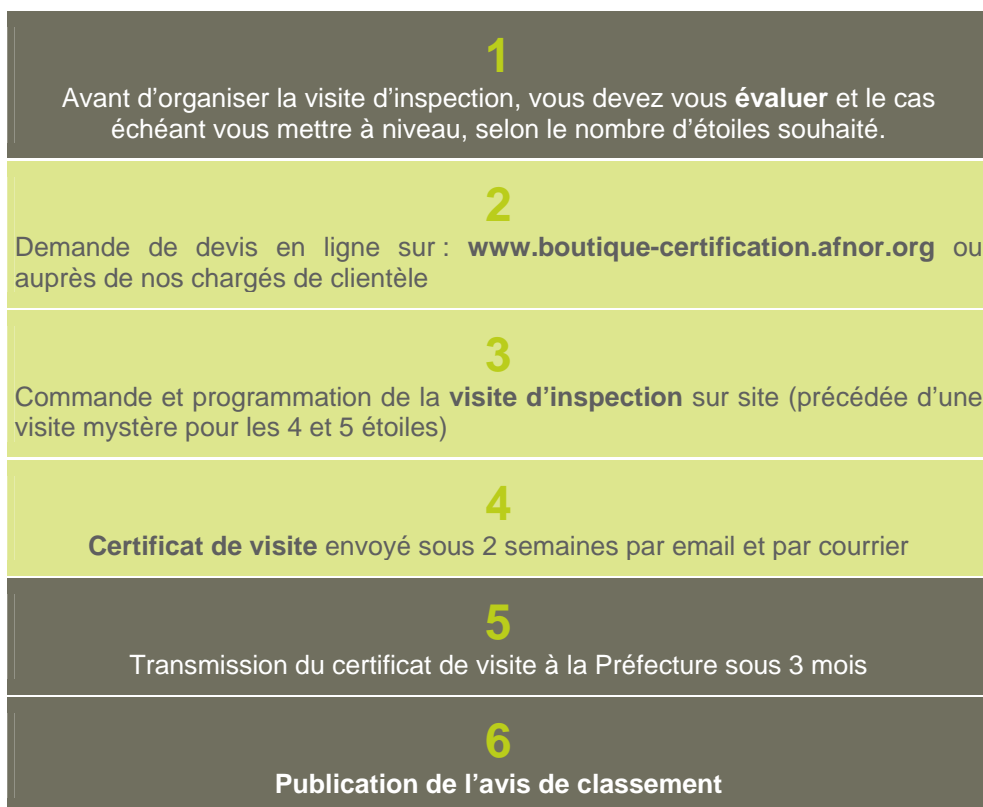 1
Avant d’organiser la visite d’inspection, vous devez vous évaluer et le cas
échéant vous mettre à niveau, selon le nombre d’étoiles souhaité.
2
Demande de devis en ligne sur : www.boutique-certification.afnor.org ou
auprès de nos chargés de clientèle
3
Commande et programmation de la visite d’inspection sur site (précédée d’une
visite mystère pour les 4 et 5 étoiles)
4
Certificat de visite envoyé sous 2 semaines par email et par courrier
5
Transmission du certificat de visite à la Préfecture sous 3 mois
6
Publication de l’avis de classement